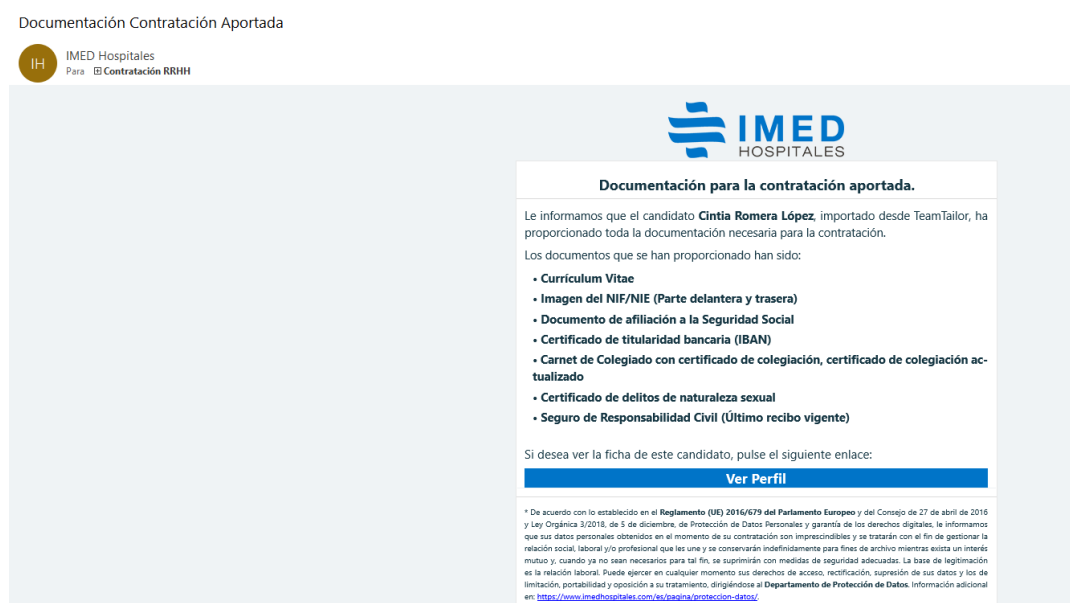 Documentación Contratación Aportada
IH
IMED Hospitales
Para Contratación RRHH
IMED
HOSPITALES
Documentación para la contratación aportada.
Le informamos que el candidato Cintia Romera López, importado desde TeamTailor, ha
proporcionado toda la documentación necesaria para la contratación.
Los documentos que se han proporcionado han sido:
• Currículum Vitae
• Imagen del NIF/NIE (Parte delantera y trasera)
• Documento de afiliación a la Seguridad Social
• Certificado de titularidad bancaria (IBAN)
• Carnet de Colegiado con certificado de colegiación, certificado de colegiación ac-
tualizado
• Certificado de delitos de naturaleza sexual
• Seguro de Responsabilidad Civil (Último recibo vigente)
Si desea ver la ficha de este candidato, pulse el siguiente enlace:
Ver Perfil
* De acuerdo con lo establecido en el Reglamento (UE) 2016/679 del Parlamento Europeo y del Consejo de 27 de abril de 2016
y Ley Orgánica 3/2018, de 5 de diciembre, de Protección de Datos Personales y garantía de los derechos digitales, le informamos
que sus datos personales obtenidos en el momento de su contratación son imprescindibles y se tratarán con el fin de gestionar la
relación social, laboral y/o profesional que les une y se conservarán indefinidamente para fines de archivo mientras exista un interés
mutuo y, cuando ya no sean necesarios para tal fin, se suprimirán con medidas de seguridad adecuadas. La base de legitimación
es la relación laboral. Puede ejercer en cualquier momento sus derechos de acceso, rectificación, supresión de sus datos y los de
limitación, portabilidad y oposición a su tratamiento, dirigiéndose al Departamento de Protección de Datos. Información adicional
en: https://www.imedhospitales.com/es/pagina/proteccion-datos/.